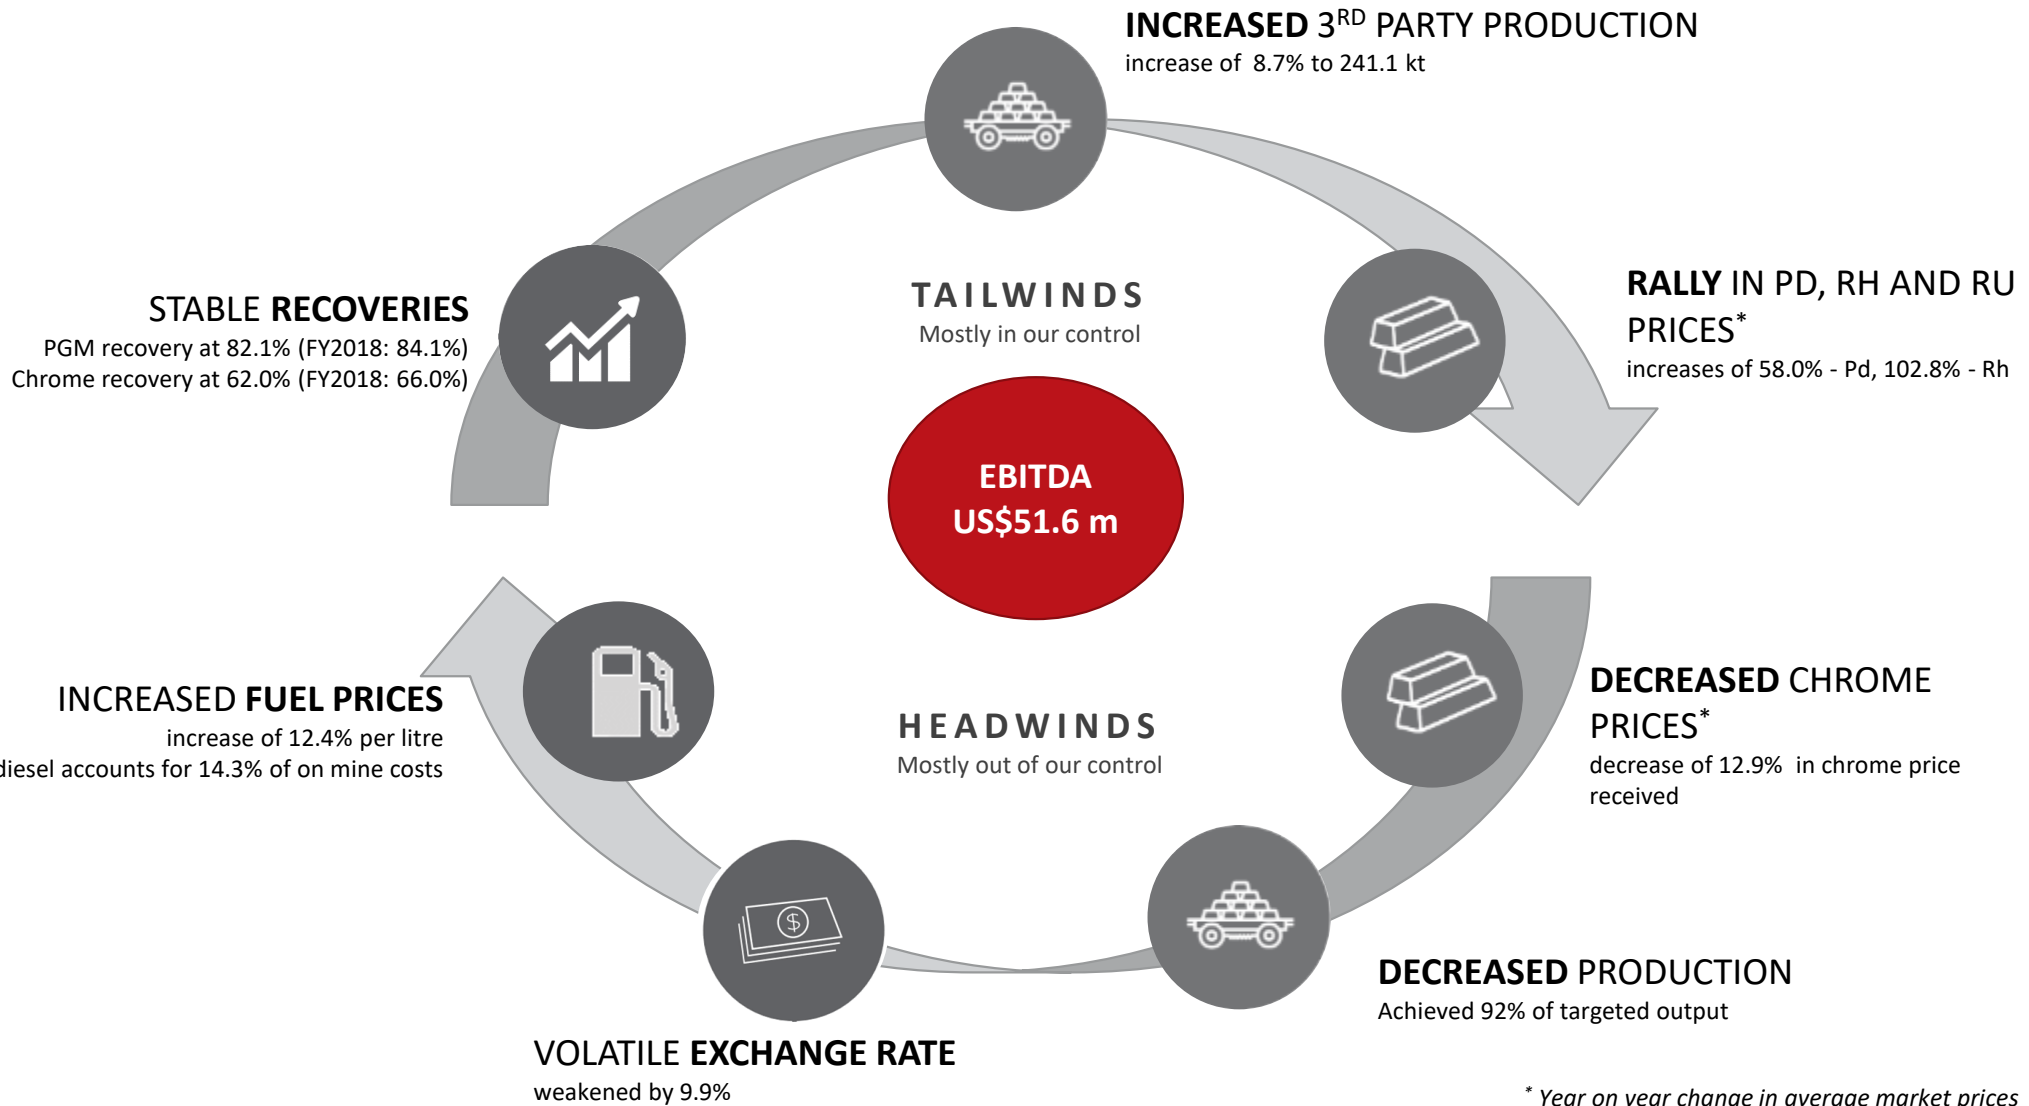 INCREASED 3RD PARTY PRODUCTION
increase of 8.7% to 241.1 kt
STABLE RECOVERIES
PGM recovery at 82.1% (FY2018: 84.1%)
Chrome recovery at 62.0% (FY2018: 66.0%)
TAILWINDS
Mostly in our control
RALLY IN PD, RH AND RU
PRICES*
increases of 58.0% - Pd, 102.8% - Rh
EBITDA
US$51.6 m
INCREASED FUEL PRICES
increase of 12.4% per litre
diesel accounts for 14.3% of on mine costs
HEADWINDS
Mostly out of our control
DECREASED CHROME
PRICES*
decrease of 12.9% in chrome price
received
DECREASED PRODUCTION
Achieved 92% of targeted output
VOLATILE EXCHANGE RATE
weakened by 9.9%
* Year on year change in average market prices